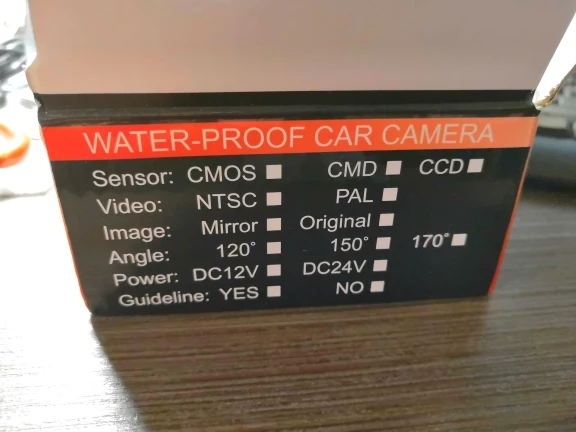 WATER-PROOF CAR CAMERA
Sensor: CMOS CMD CCD
Video: NTSC PAL
Image: Mirror Original
Angle: 120° 150° 170°
Power: DC12V DC24V
Guideline: YES NO